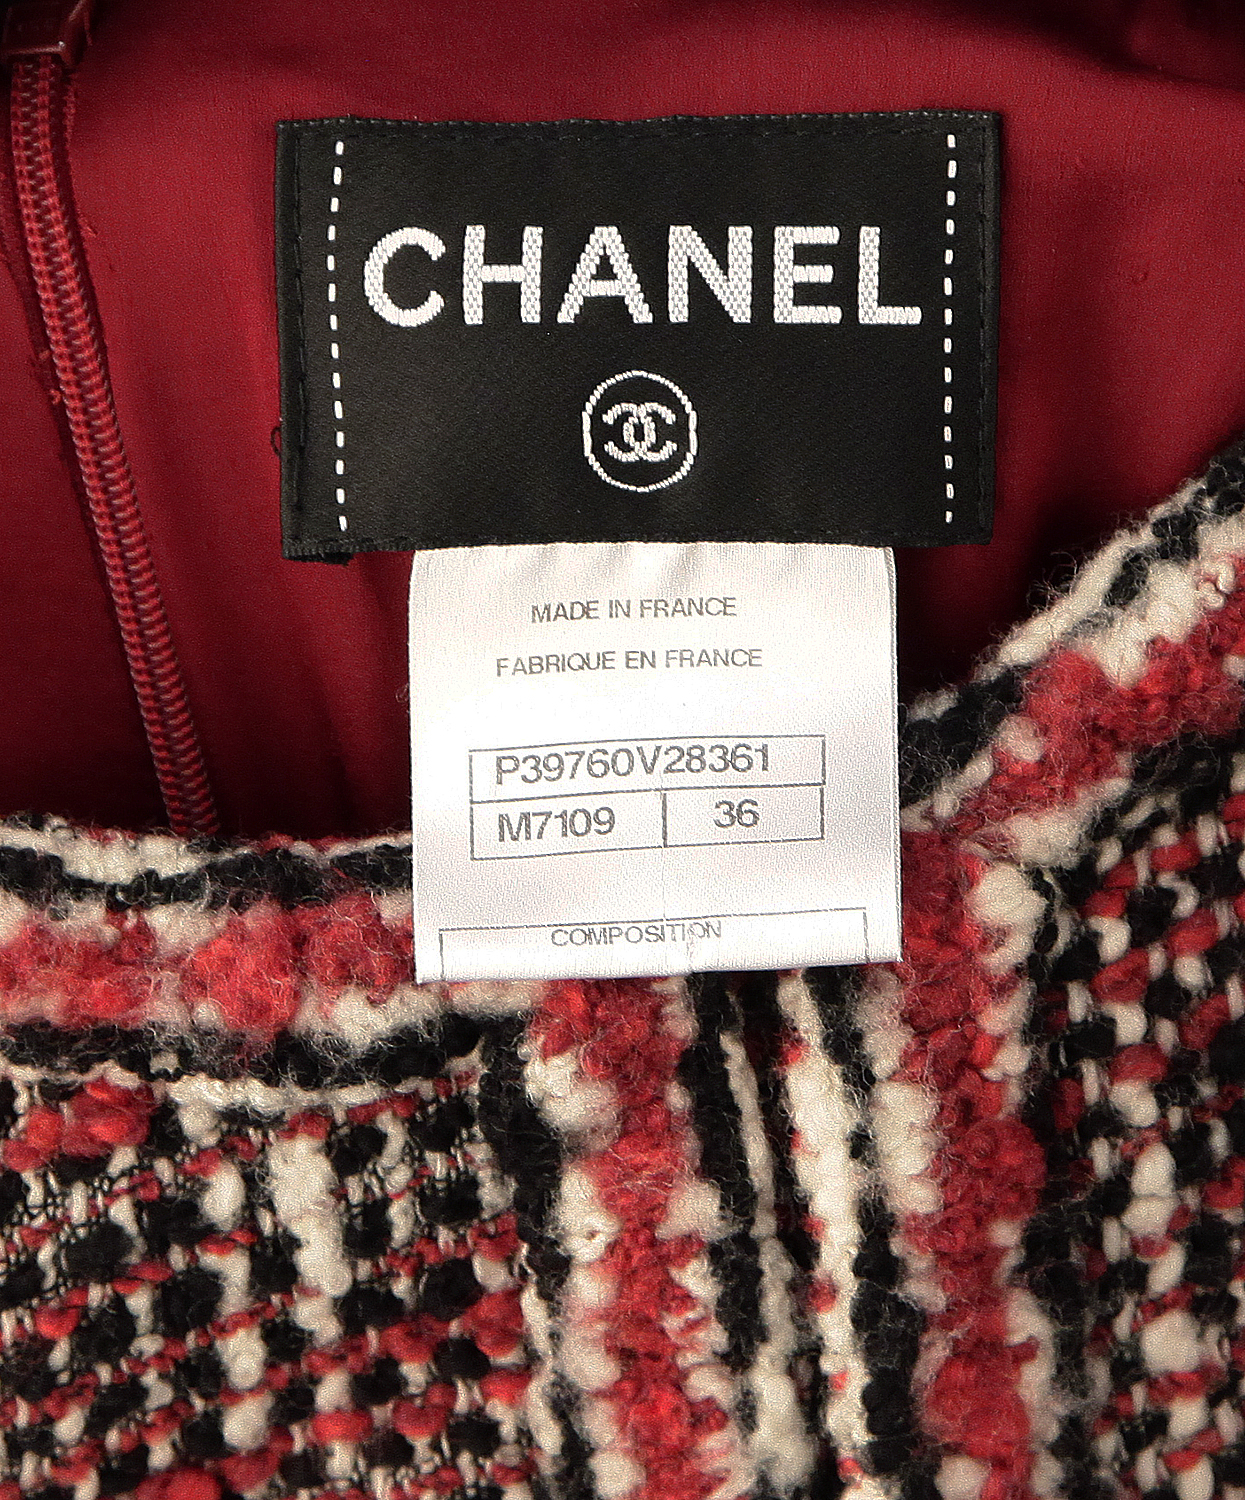 CHANEL
MADE IN FRANCE
FABRIQUE EN FRANCE
P39760V28361
M7109 36
COMPOSITION